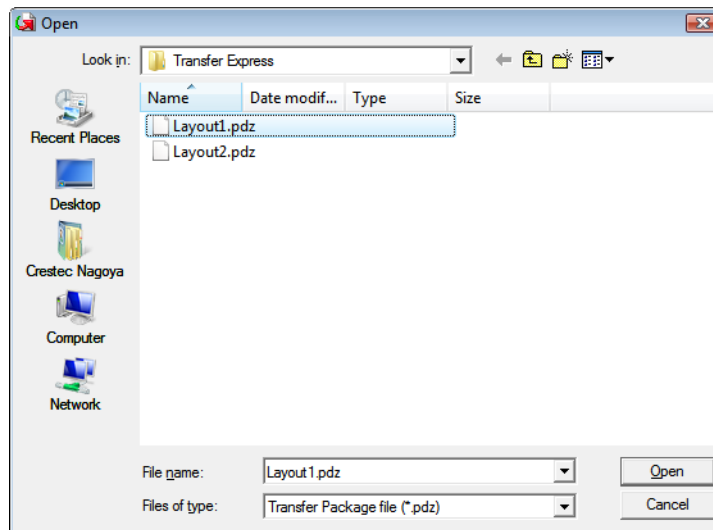 Open
Look in:
Transfer Express
Name Date modif... Type Size
Layout1.pdz
Layout2.pdz
Recent Places
Desktop
Crestec Nagoya
Computer
Network
File name: Layout1.pdz Open
Files of type: Transfer Package file (*.pdz) Cancel